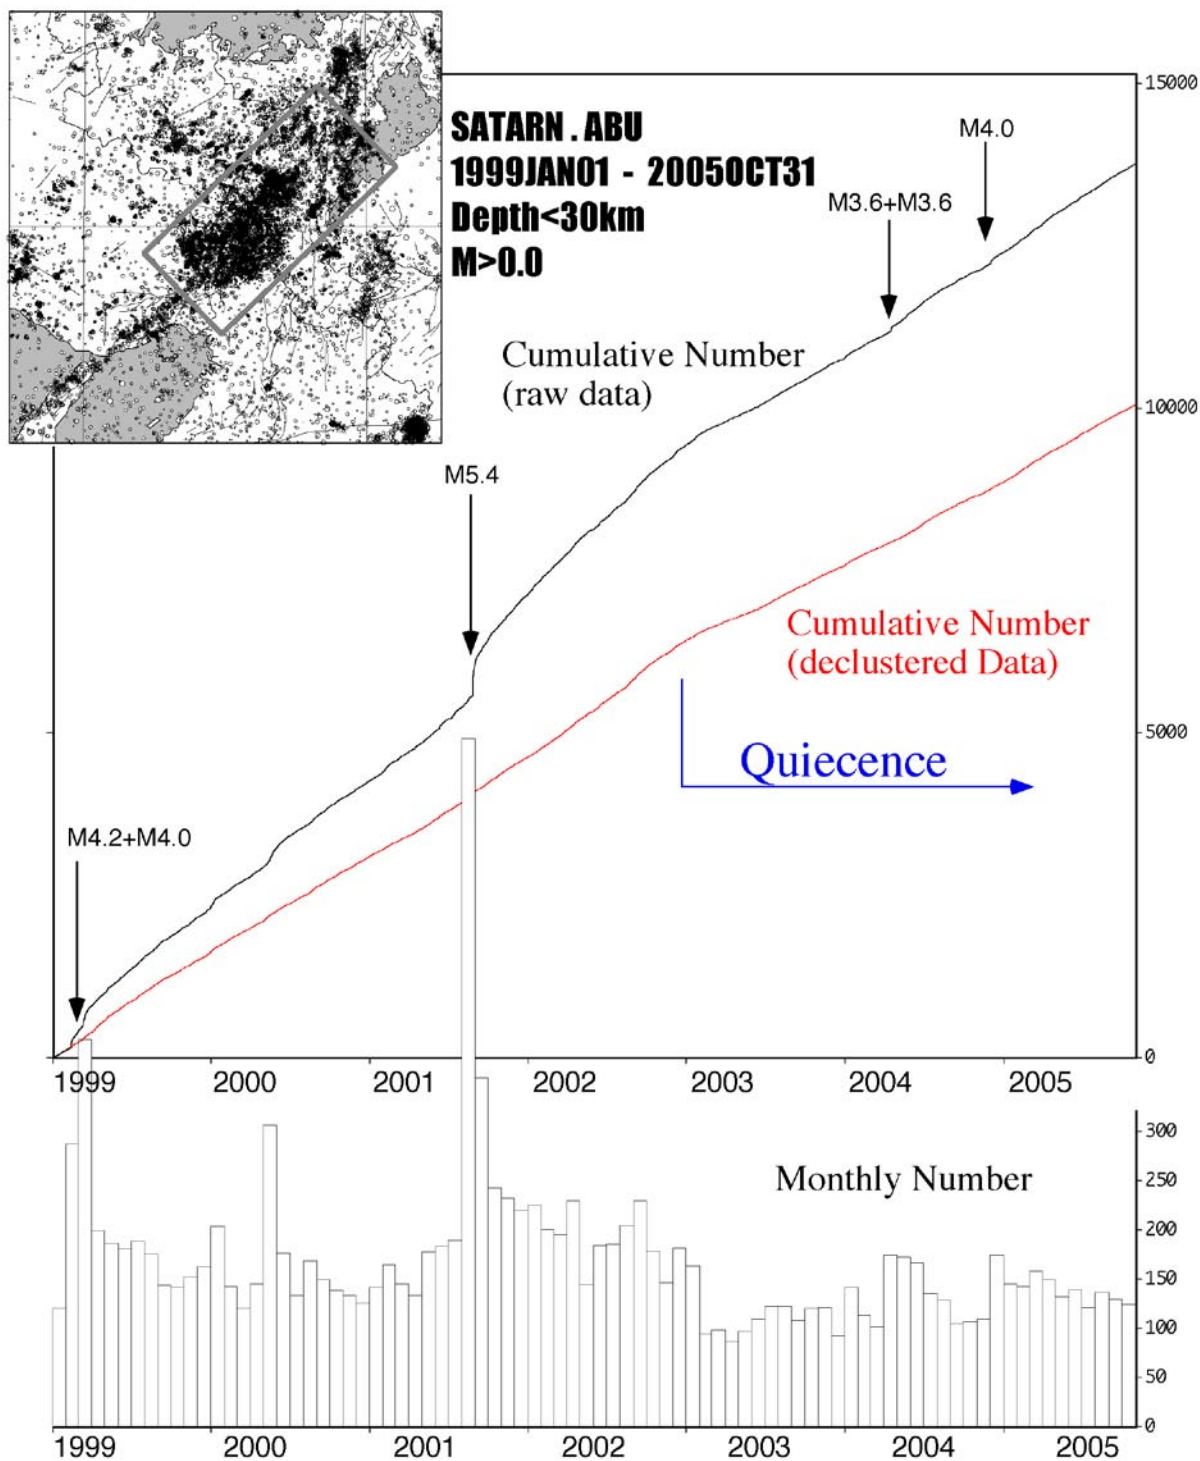 15000
SATARN . ABU
1999JAN01 - 2005OCT31
Depth<30km
M>0.0
M4.0
M3.6+M3.6
Cumulative Number
(raw data)
10000
M5.4
Cumulative Number
(declustered Data)
5000
Quiecence
M4.2+M4.0
0
1999 2000 2001 2002 2003 2004 2005
300
Monthly Number
250
200
150
100
50
0
1999 2000 2001 2002 2003 2004 2005